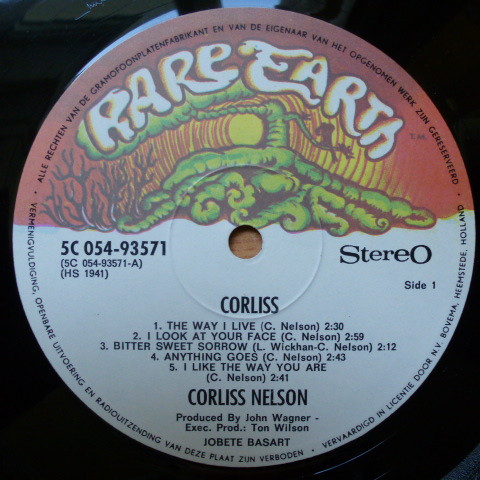 ALLE RECHTEN VAN DE GRAMOFOONPLATENFABRIKANT EN VAN DE EIGENAAR VAN HET OPGENOMEN WERK ZIJN GERESERVEERD
RARE EARTH
T.M.
5C 054-93571
(5C 054-93571-A)
(HS 1941)
StereO
Side 1
CORLISS
1. THE WAY I LIVE (C. Nelson) 2:30
2. I LOOK AT YOUR FACE (C. Nelson) 2:59
3. BITTER SWEET SORROW (L. Wickhan-C. Nelson) 2:12
4. ANYTHING GOES (C. Nelson) 2:43
5. I LIKE THE WAY YOU ARE
(C. Nelson) 2:41
CORLISS NELSON
Produced By John Wagner -
Exec. Prod.: Ton Wilson
JOBETE BASART
VERMENIGVULDIGING, OPENBARE UITVOERING EN RADIOUITZENDING VAN DEZE PLAAT ZIJN VERBODEN • VERVAARDIGD IN LICENTIE DOOR N.V. BOVEMA, HEEMSTEDE, HOLLAND